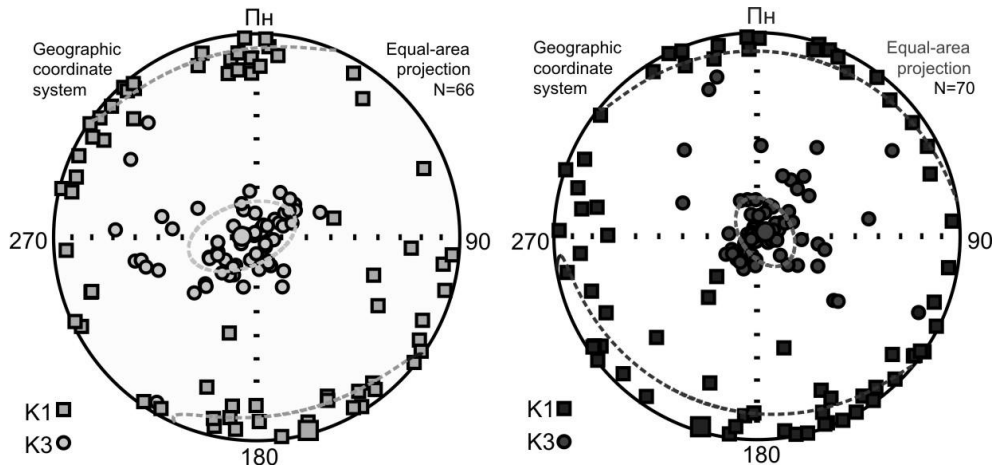 Пн
Geographic
coordinate
system
Equal-area
projection
N=66
270
90
K1
K3
180
Пн
Geographic
coordinate
system
Equal-area
projection
N=70
270
90
K1
K3
180